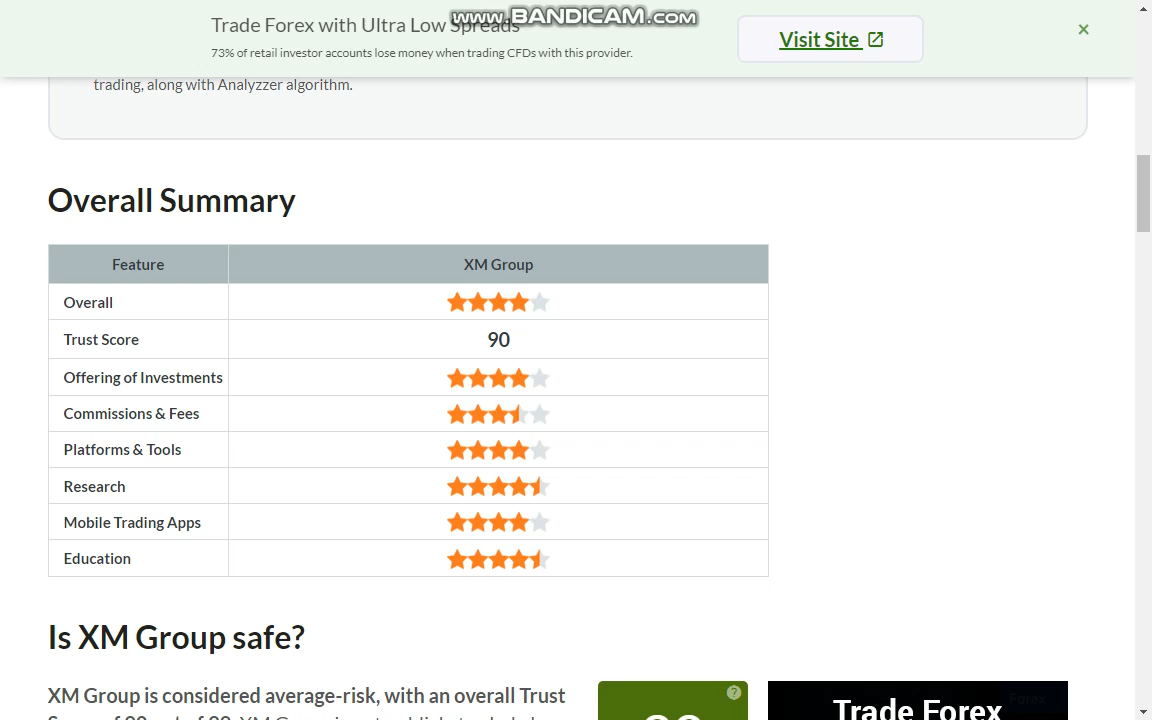 www.BANDICAM.com
Trade Forex with Ultra Low Spreads
Visit Site
73% of retail investor accounts lose money when trading CFDs with this provider.
trading, along with Analyzzer algorithm.
Overall Summary
Feature XM Group
Overall
Trust Score 90
Offering of Investments
Commissions & Fees
Platforms & Tools
Research
Mobile Trading Apps
Education
Is XM Group safe?
XM Group is considered average-risk, with an overall Trust
?
Forex
Trade Forex